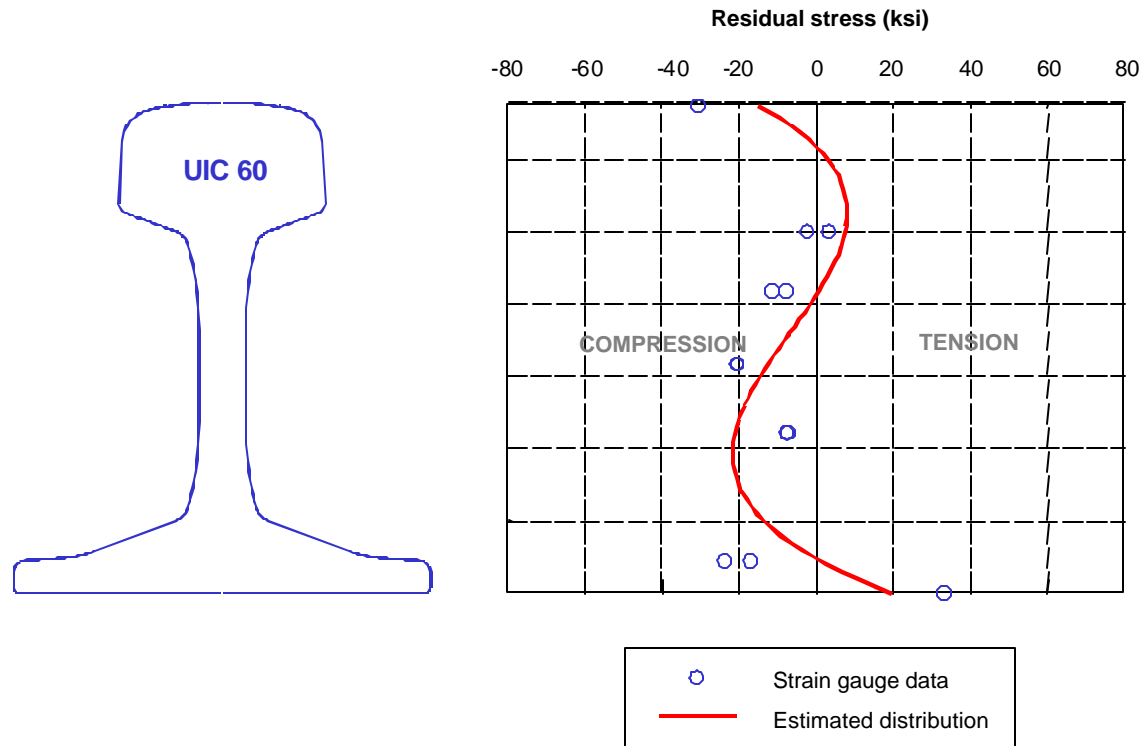 Residual stress (ksi)
-80 -60 -40 -20 0 20 40 60 80
UIC 60
COMPRESSION TENSION
Strain gauge data
Estimated distribution